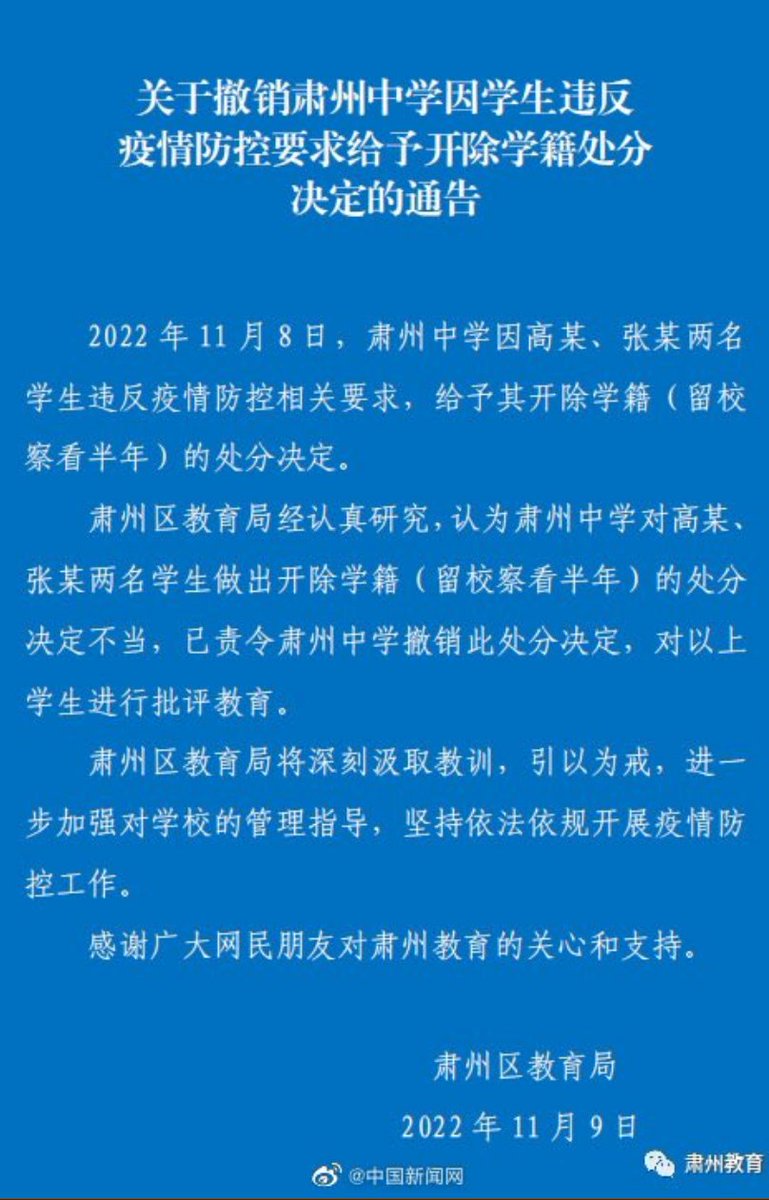 关于撤销肃州中学因学生违反
疫情防控要求给予开除学籍处分
决定的通告
2022年11月8日，肃州中学因高某、张某两名
学生违反疫情防控相关要求，给予其开除学籍（留校
察看半年）的处分决定。
肃州区教育局经认真研究，认为肃州中学对高某、
张某两名学生做出开除学籍（留校察看半年）的处分
决定不当，已责令肃州中学撤销此处分决定，对以上
学生进行批评教育。
肃州区教育局将深刻汲取教训，引以为戒，进一
步加强对学校的管理指导，坚持依法依规开展疫情防
控工作。
感谢广大网民朋友对肃州教育的关心和支持。
肃州区教育局
2022年11月9日
肃州教育
@中国新闻网